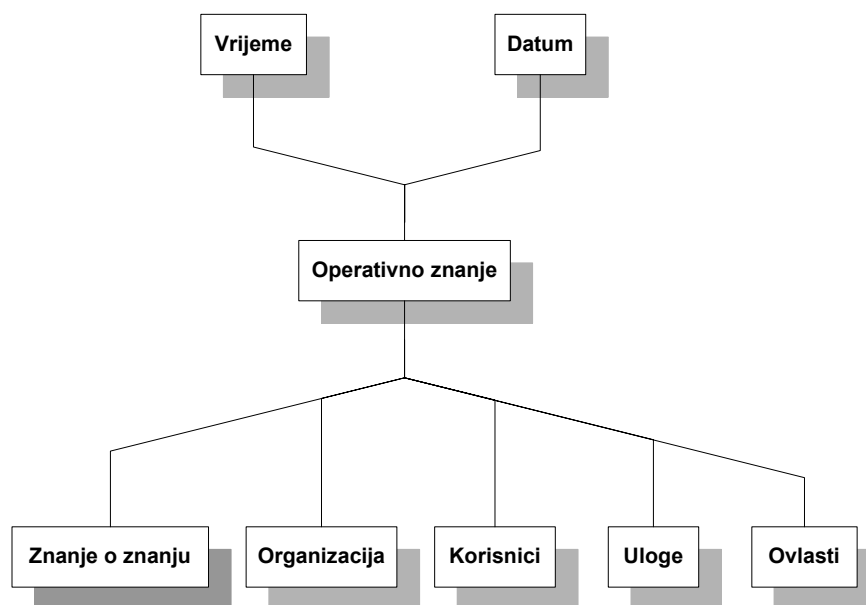 Vrijeme
Datum
Operativno znanje
Znanje o znanju
Organizacija
Korisnici
Uloge
Ovlasti